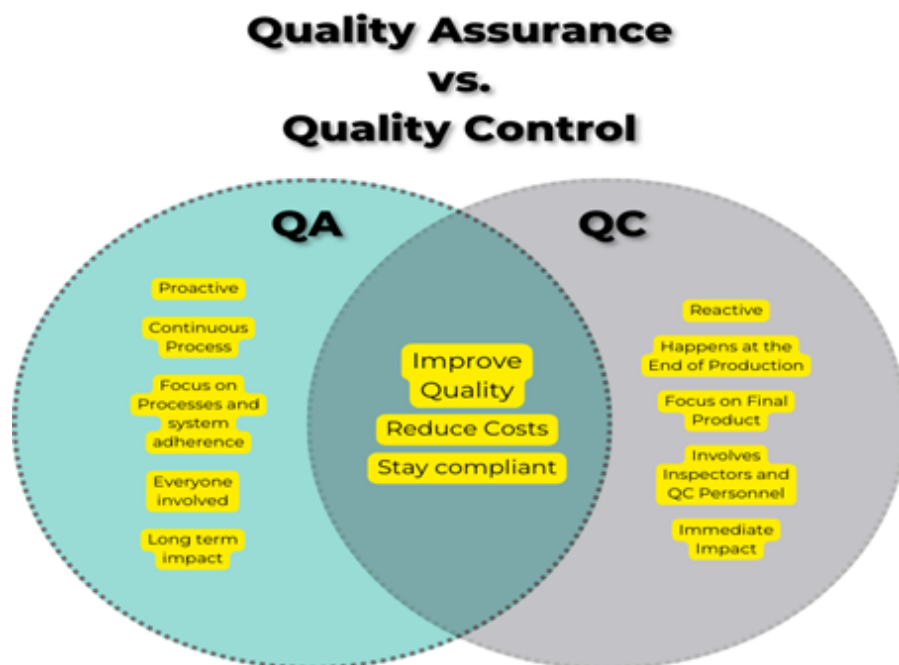 Quality Assurance
vs.
Quality Control
QA
Proactive
Continuous
Process
Focus on
Processes and
system
adherence
Everyone
involved
Long term
impact
Improve
Quality
Reduce Costs
Stay compliant
QC
Reactive
Happens at the
End of Production
Focus on Final
Product
Involves
Inspectors and
QC Personnel
Immediate
Impact